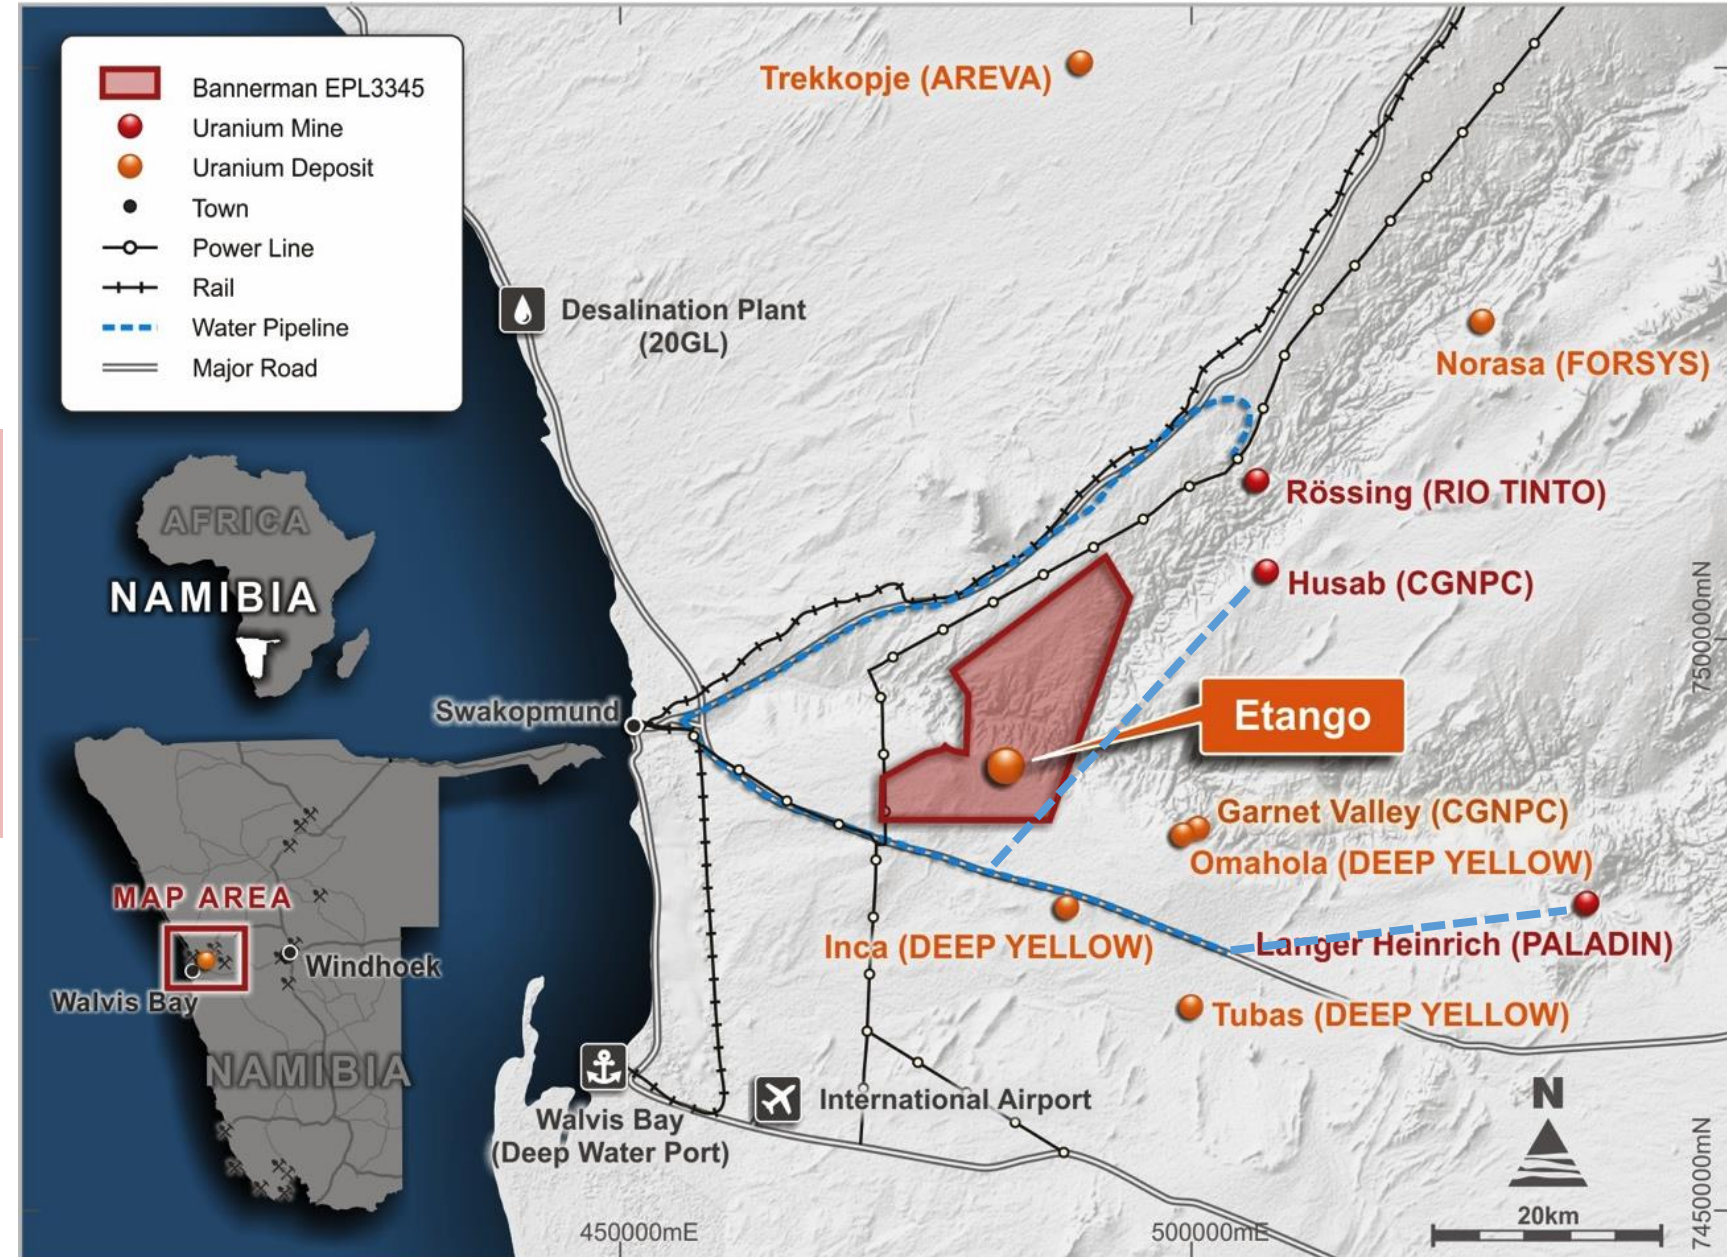 Bannerman EPL3345
Uranium Mine
Uranium Deposit
Town
Power Line
Rail
Water Pipeline
Major Road
Trekkopje (AREVA)
Desalination Plant
(20GL)
Norasa (FORSYS)
Rössing (RIO TINTO)
Husab (CGNPC)
AFRICA
NAMIBIA
7500000mN
Swakopmund
Etango
Garnet Valley (CGNPC)
Omahola (DEEP YELLOW)
MAP AREA
Inca (DEEP YELLOW)
Langer Heinrich (PALADIN)
Windhoek
Walvis Bay
Tubas (DEEP YELLOW)
NAMIBIA
International Airport
Walvis Bay
(Deep Water Port)
N
20km
7450000mN
450000mE
500000mE